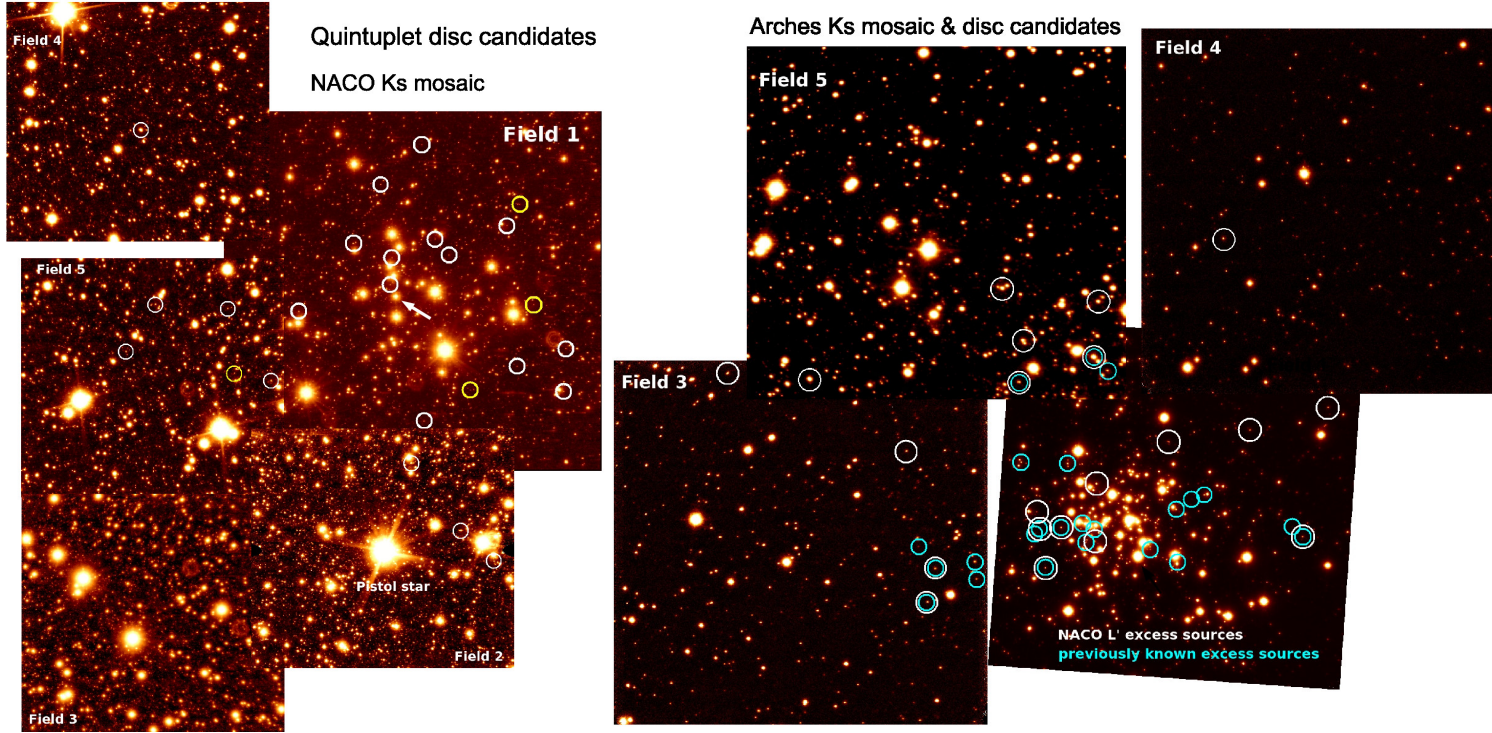 Field 4
Quintuplet disc candidates
NACO Ks mosaic
Field 1
Field 5
Pistol star
Field 2
Field 3
Arches Ks mosaic & disc candidates
Field 5
Field 4
Field 3
NACO L' excess sources
previously known excess sources